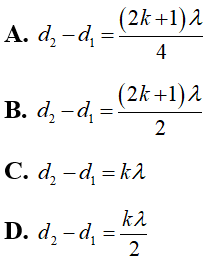 A. d₂ − d₁ = (2k+1)λ / 4
B. d₂ − d₁ = (2k+1)λ / 2
C. d₂ − d₁ = kλ
D. d₂ − d₁ = kλ / 2